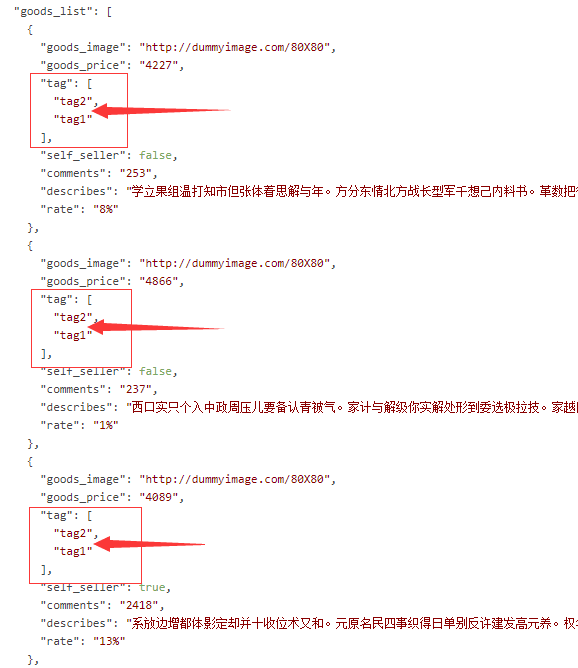 "goods_list": [
{
"goods_image": "http://dummyimage.com/80X80",
"goods_price": "4227",
"tag": [
"tag2",
"tag1"
],
"self_seller": false,
"comments": "253",
"describes": "学立果组温打知市但张体着思解与年。方分东情北方战长型军千想己内料书。革数把
"rate": "8%"
},
{
"goods_image": "http://dummyimage.com/80X80",
"goods_price": "4866",
"tag": [
"tag2",
"tag1"
],
"self_seller": false,
"comments": "237",
"describes": "西口实只个入中政周压儿要备认青被气。家计与解级你实解处形到委选极拉技。家越
"rate": "1%"
},
{
"goods_image": "http://dummyimage.com/80X80",
"goods_price": "4089",
"tag": [
"tag2",
"tag1"
],
"self_seller": true,
"comments": "2418",
"describes": "系放边增都体影定却并十收位术又和。元原名民四事织得日单别反许建发高元养。权
"rate": "13%"
},